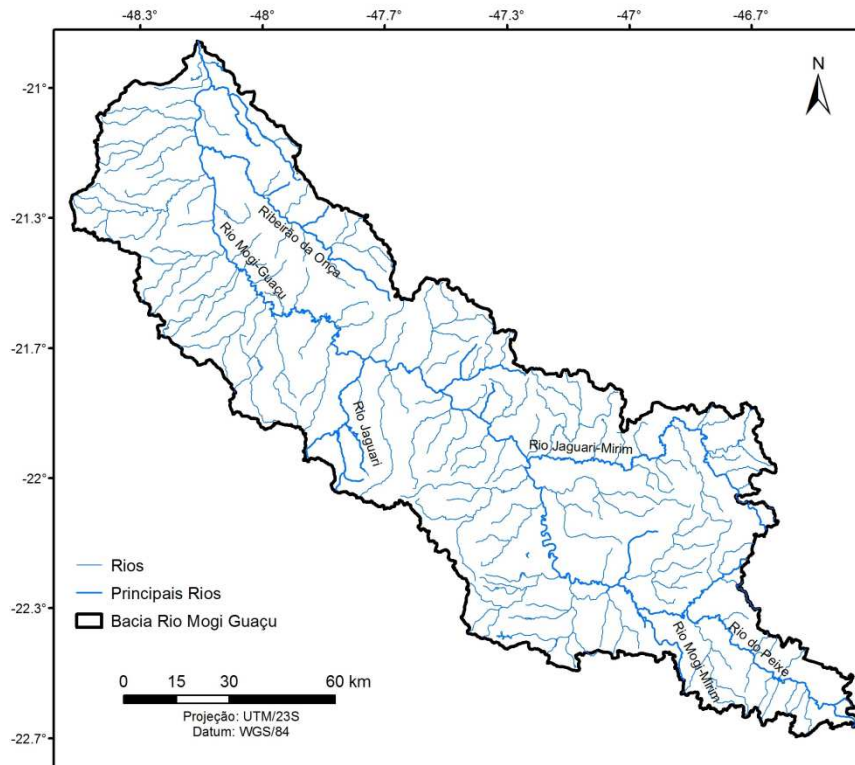 -48.3°
-48°
-47.7°
-47.3°
-47°
-46.7°
N
-21°
-21.3°
-21.7°
-22°
-22.3°
-22.7°
Ribeirão da Onça
Rio Mogi-Guaçu
Rio Jaguari
Rio Jaguari-Mirim
Rio do Peixe
Rio Mogi-Mirim
Rios
Principais Rios
Bacia Rio Mogi Guaçu
0 15 30 60 km
Projeção: UTM/23S
Datum: WGS/84